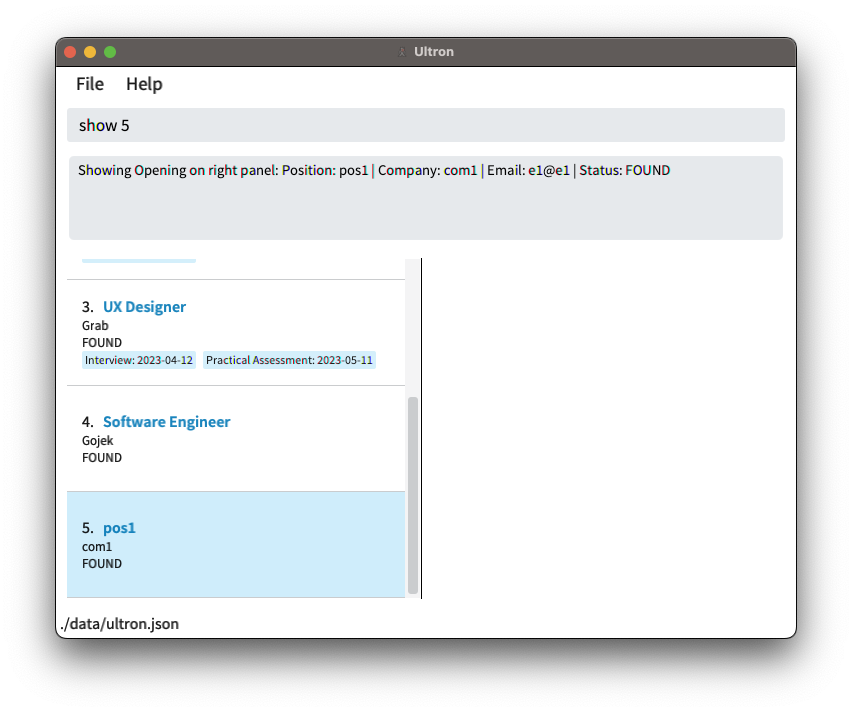 Ultron
File Help
show 5
Showing Opening on right panel: Position: pos1 | Company: com1 | Email: e1@e1 | Status: FOUND
3. UX Designer
Grab
FOUND
Interview: 2023-04-12 Practical Assessment: 2023-05-11
4. Software Engineer
Gojek
FOUND
5. pos1
com1
FOUND
./data/ultron.json